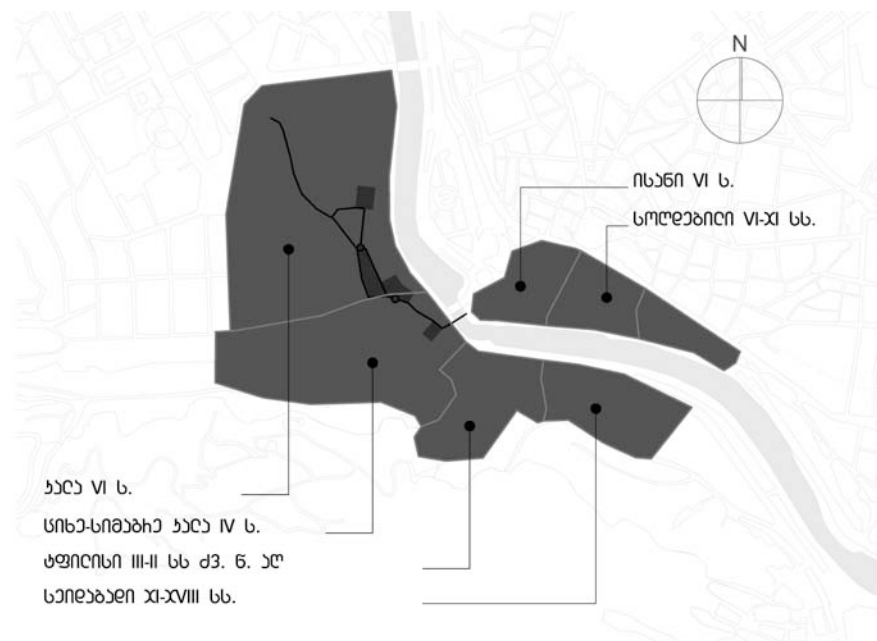 N
ისანი VI ს.
სოღდებილი VI-XI სს.
კალა VI ს.
ციხე-სიმაგრე კალა IV ს.
ტფილისი III-II სს ძვ. წ. აღ
სეიდაბადი XI-XVIII სს.